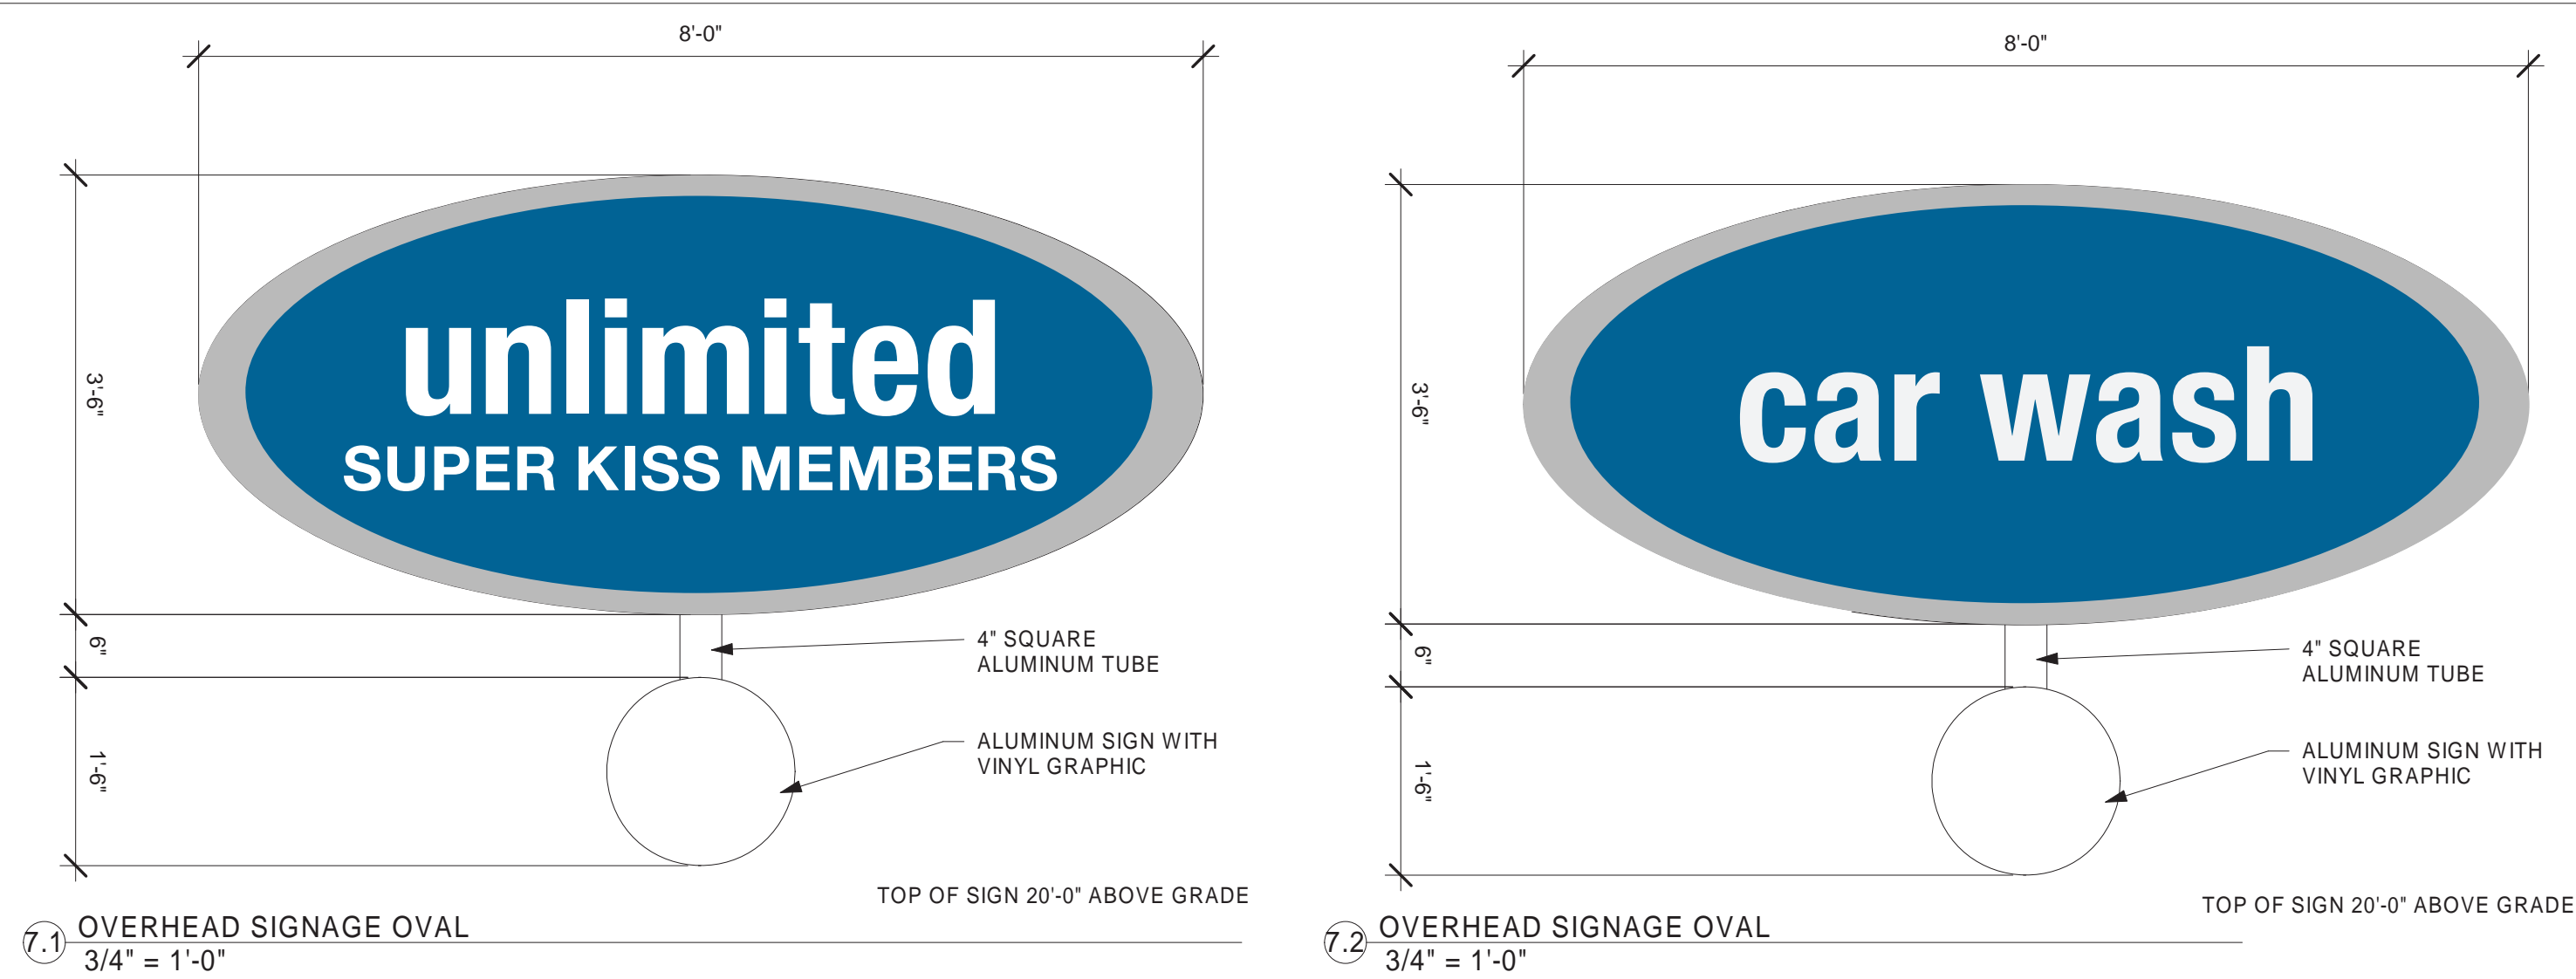 8'-0"
3'-6"
unlimited
SUPER KISS MEMBERS
6"
4" SQUARE
ALUMINUM TUBE
1'-6"
ALUMINUM SIGN WITH
VINYL GRAPHIC
TOP OF SIGN 20'-0" ABOVE GRADE
7.1 OVERHEAD SIGNAGE OVAL
3/4" = 1'-0"
8'-0"
3'-6"
car wash
6"
4" SQUARE
ALUMINUM TUBE
1'-6"
ALUMINUM SIGN WITH
VINYL GRAPHIC
TOP OF SIGN 20'-0" ABOVE GRADE
7.2 OVERHEAD SIGNAGE OVAL
3/4" = 1'-0"